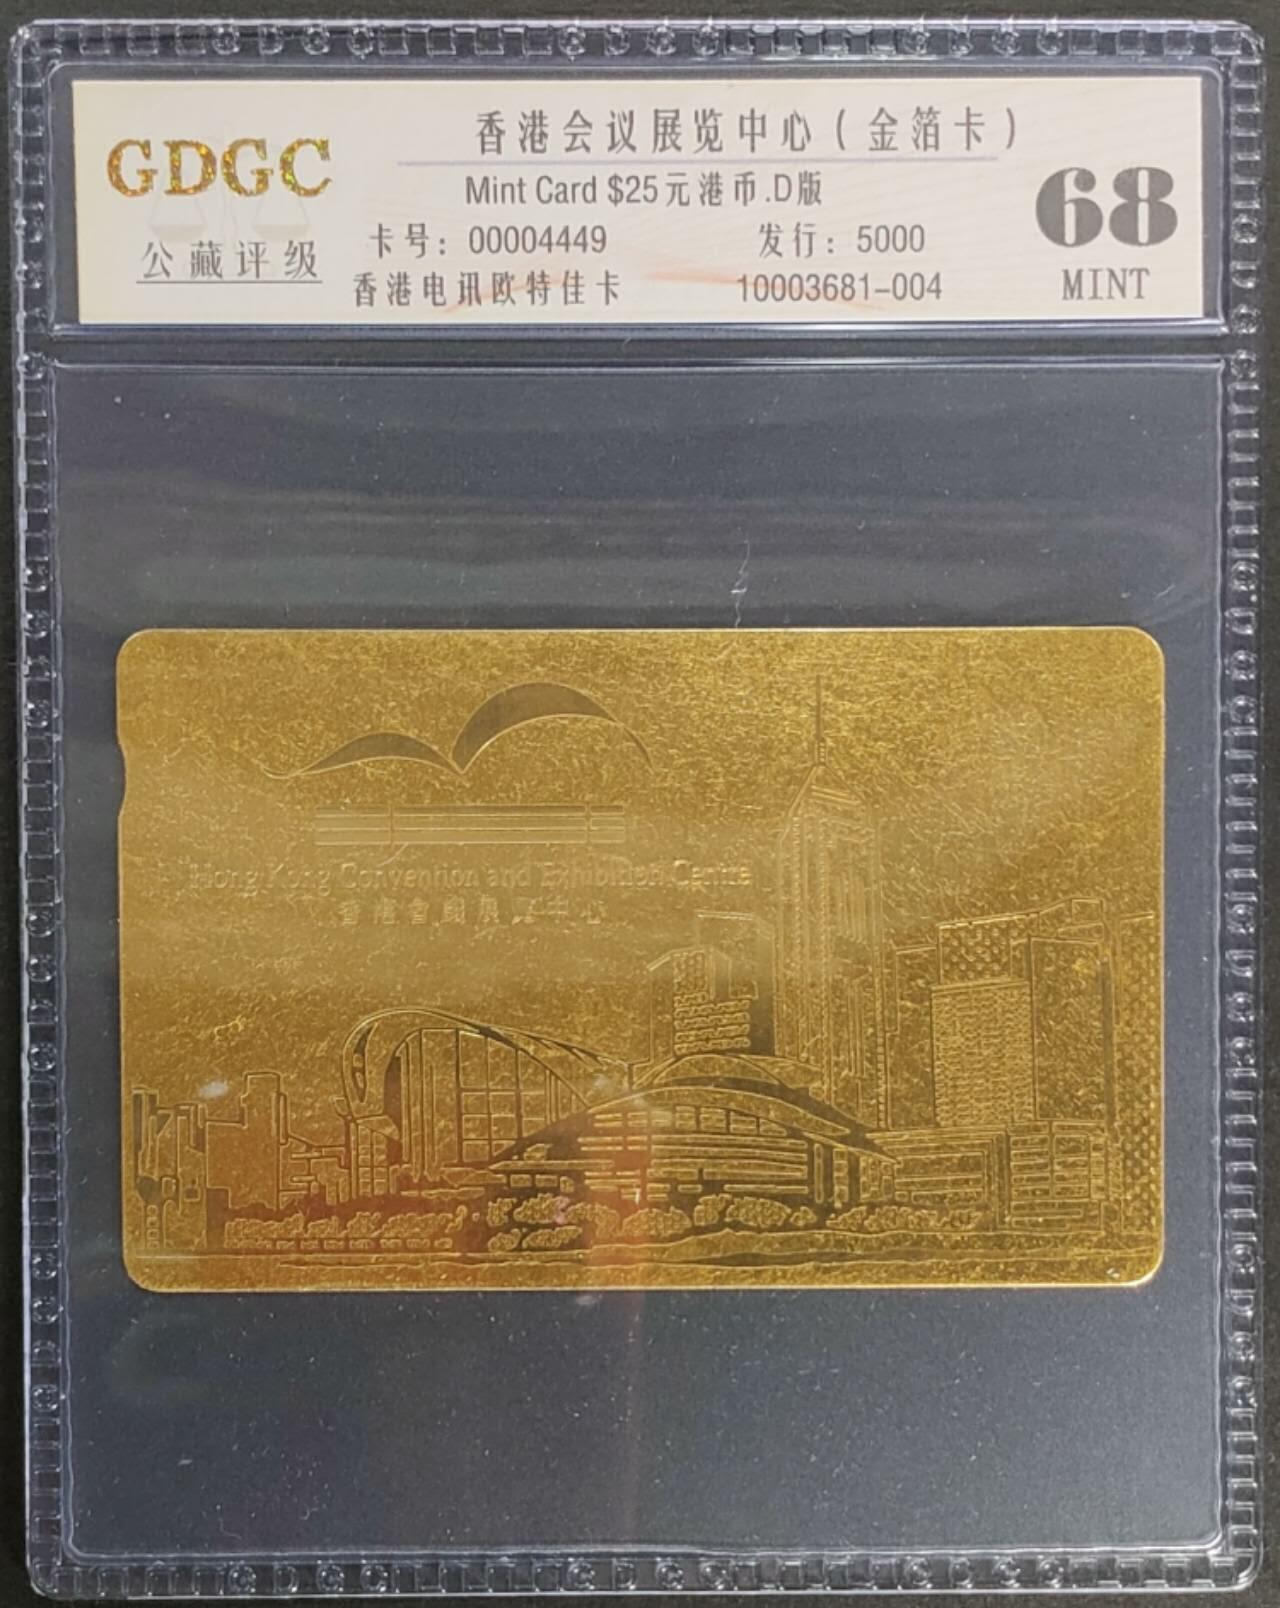 GDGC
公藏评级
香港会议展览中心（金箔卡）
Mint Card $25元港币.D版
卡号：00004449 发行：5000
香港电讯欧特佳卡 10003681-004
68
MINT
Hong Kong Convention and Exhibition Centre
香港會議展覽中心